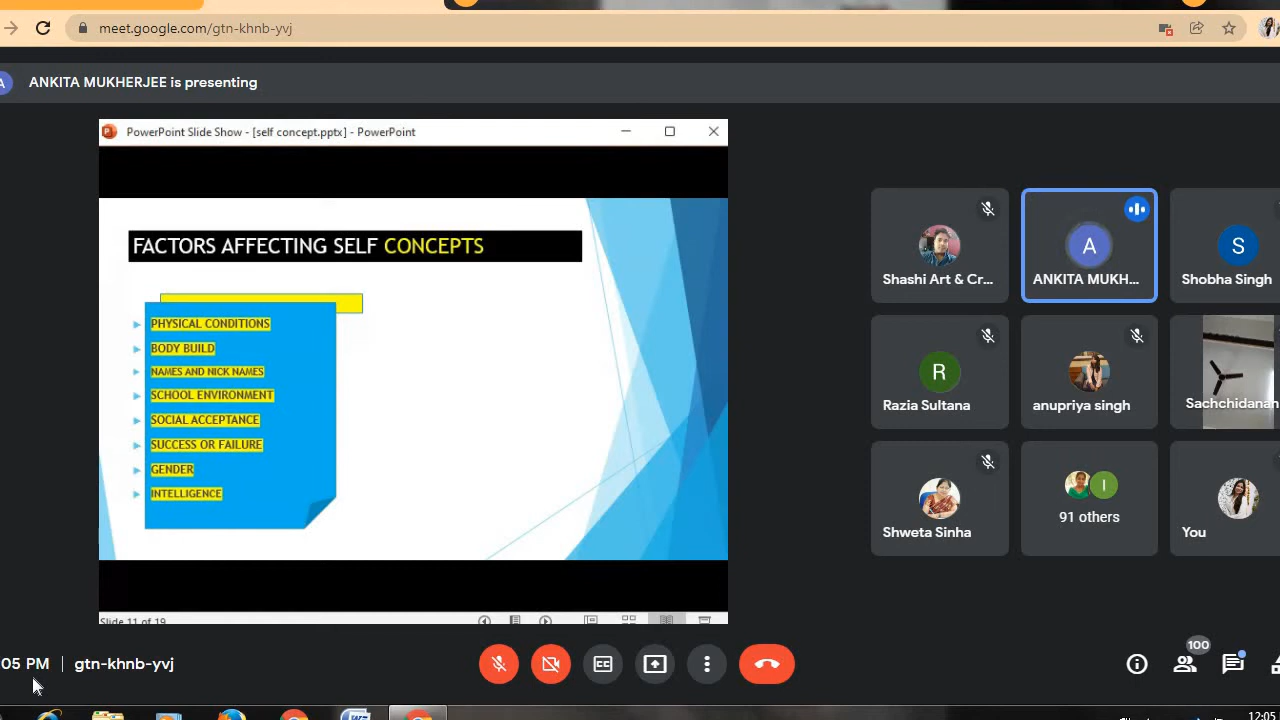 meet.google.com/gtn-khnb-yvj
A ANKITA MUKHERJEE is presenting
PowerPoint Slide Show - [self concept.pptx] - PowerPoint
FACTORS AFFECTING SELF CONCEPTS
PHYSICAL CONDITIONS
BODY BUILD
NAMES AND NICK NAMES
SCHOOL ENVIRONMENT
SOCIAL ACCEPTANCE
SUCCESS OR FAILURE
GENDER
INTELLIGENCE
Slide 11 of 19
Shashi Art & Cr...
A
ANKITA MUKH...
S
Shobha Singh
R
Razia Sultana
anupriya singh
Sachchidanan
Shweta Sinha
I
91 others
You
05 PM | gtn-khnb-yvj
100
12:05